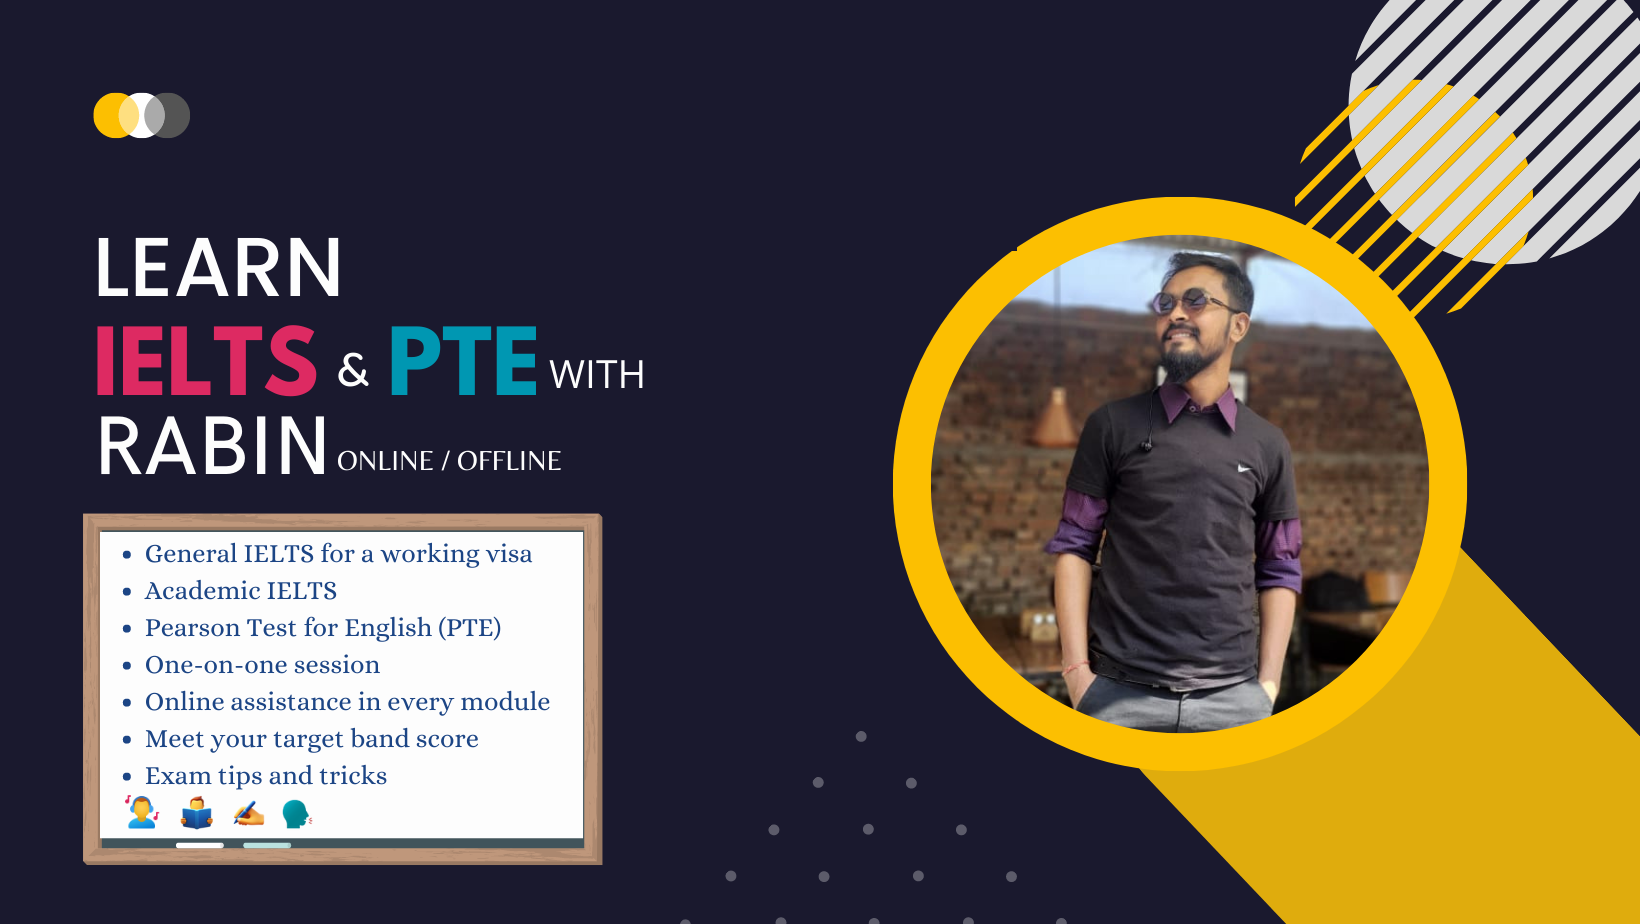 LEARN
IELTS & PTE WITH
RABIN ONLINE / OFFLINE
• General IELTS for a working visa
• Academic IELTS
• Pearson Test for English (PTE)
• One-on-one session
• Online assistance in every module
• Meet your target band score
• Exam tips and tricks